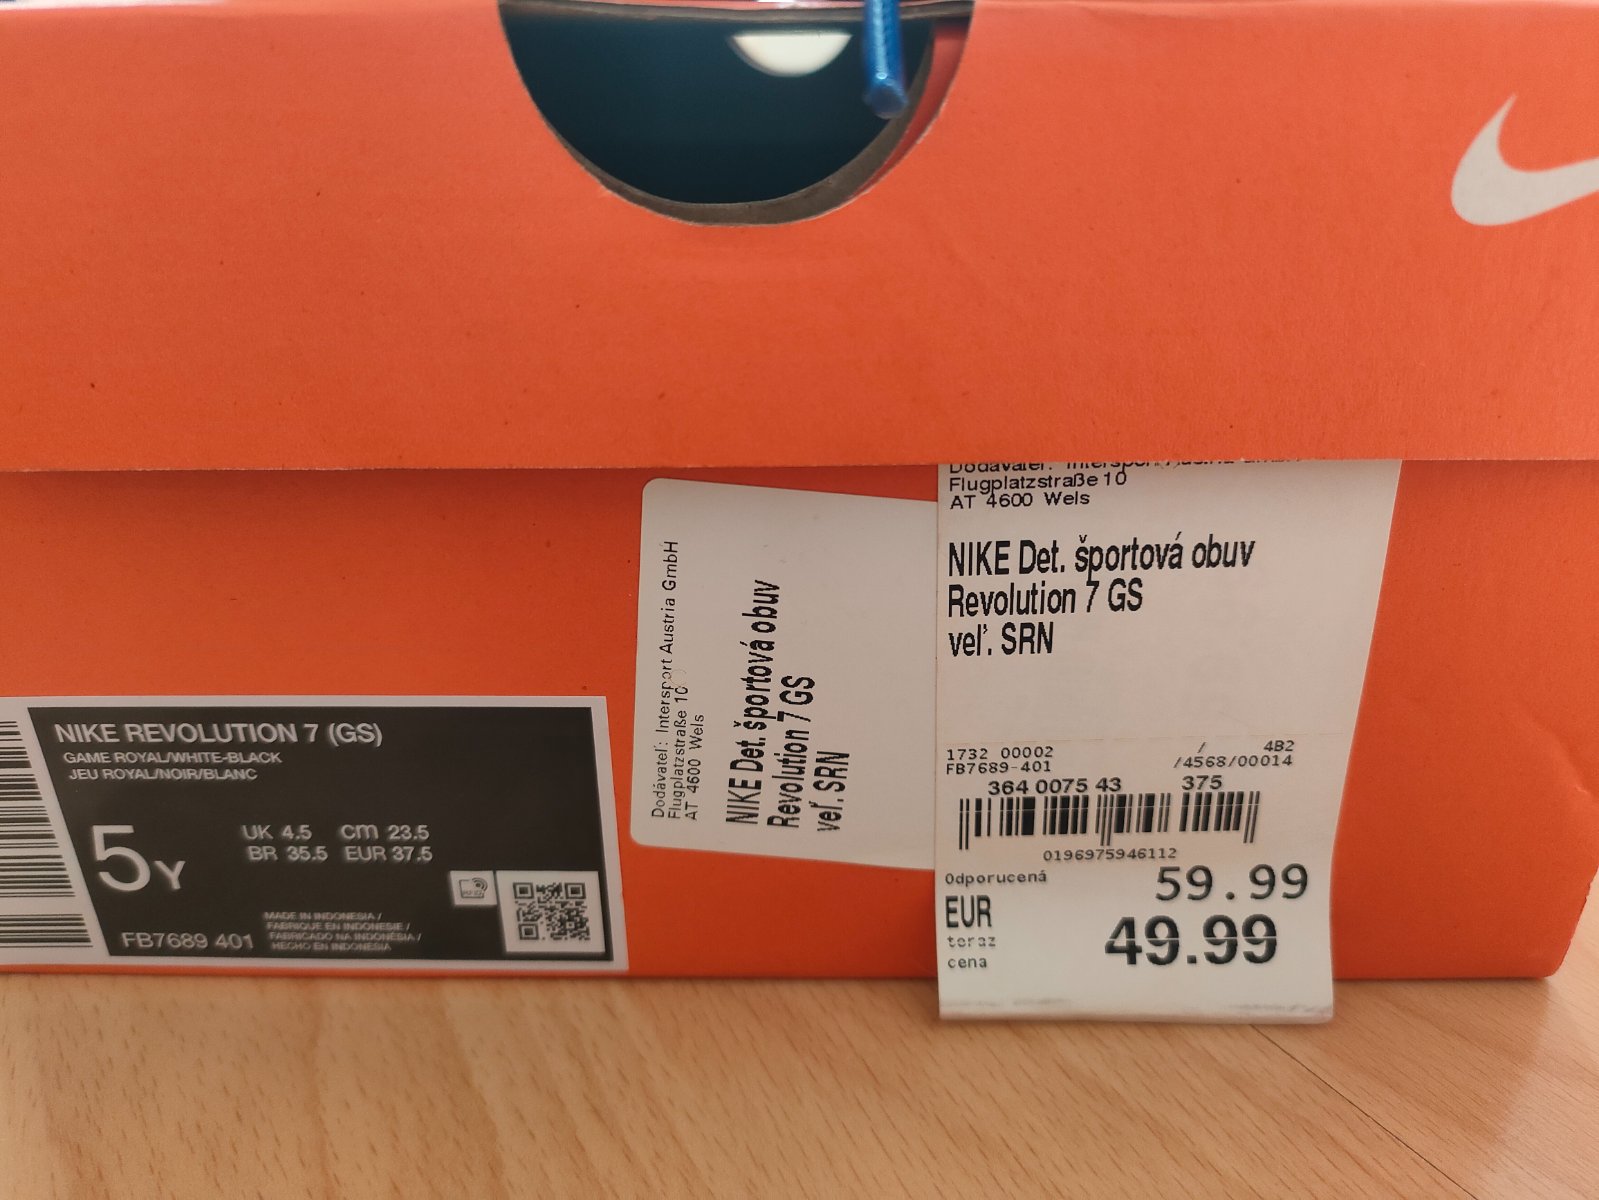 NIKE REVOLUTION 7 (GS)
GAME ROYAL/WHITE-BLACK
JEU ROYAL/NOIR/BLANC
5Y
UK 4.5 cm 23.5
BR 35.5 EUR 37.5
FB7689 401
MADE IN INDONESIA /
FABRIQUE EN INDONESIE /
FABRICADO NA INDONÉSIA /
HECHO EN INDONESIA
Dodávateľ: Intersport Austria GmbH
Flugplatzstraße 10
AT 4600 Wels
NIKE Det. športová obuv
Revolution 7 GS
veľ. SRN
Dodávateľ: Intersport Austria GmbH
Flugplatzstraße 10
AT 4600 Wels
NIKE Det. športová obuv
Revolution 7 GS
veľ. SRN
1732 00002 / 4B2
FB7689-401 /4568/00014
364 0075 43 375
0196975946112
Odporucená 59.99
EUR
teraz 49.99
cena